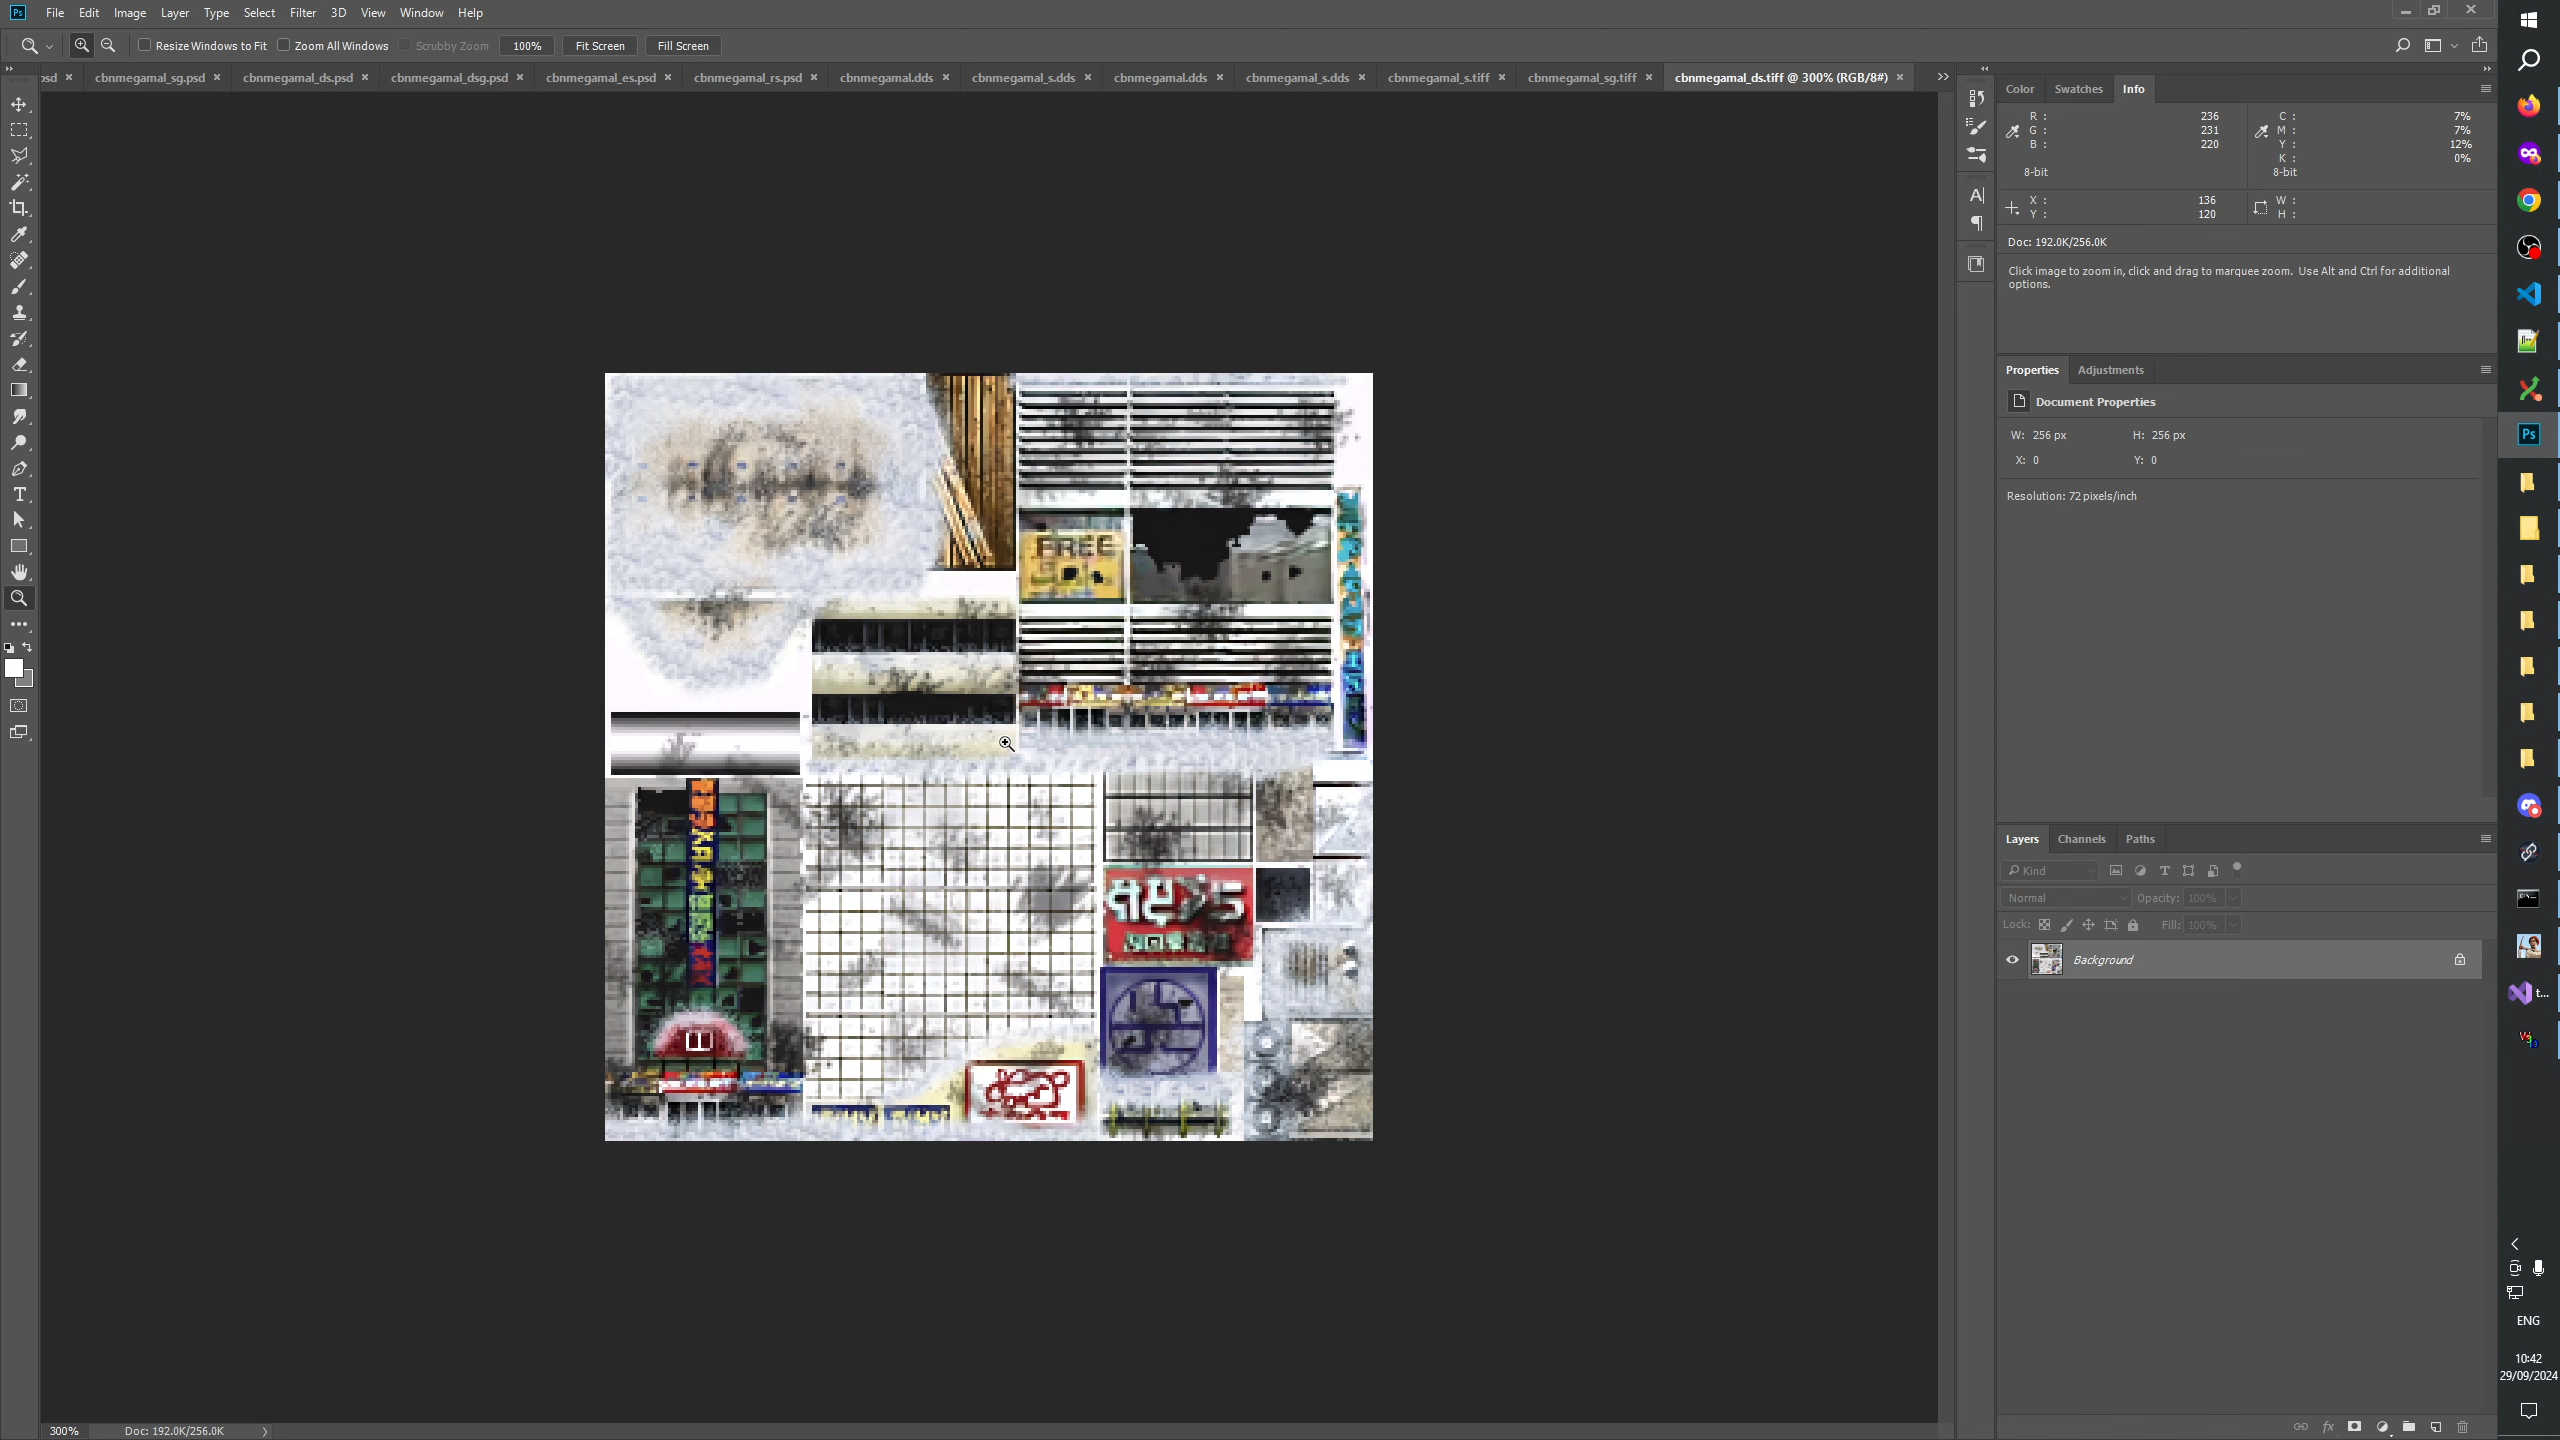 File Edit Image Layer Type Select Filter 3D View Window Help
Resize Windows to Fit Zoom All Windows Scrubby Zoom 100% Fit Screen Fill Screen
psd × cbnmegamal_sg.psd × cbnmegamal_ds.psd × cbnmegamal_dsg.psd × cbnmegamal_es.psd × cbnmegamal_rs.psd × cbnmegamal.dds × cbnmegamal_s.dds × cbnmegamal.dds × cbnmegamal_s.dds × cbnmegamal_s.tiff × cbnmegamal_sg.tiff × cbnmegamal_ds.tiff @ 300% (RGB/8#) ×
FREE
Color Swatches Info
R : 236 C : 7%
G : 231 M : 7%
B : 220 Y : 12%
K : 0%
8-bit 8-bit
X : 136 W :
Y : 120 H :
Doc: 192.0K/256.0K
Click image to zoom in, click and drag to marquee zoom. Use Alt and Ctrl for additional
options.
Properties Adjustments
Document Properties
W: 256 px H: 256 px
X: 0 Y: 0
Resolution: 72 pixels/inch
Layers Channels Paths
Kind
Normal Opacity: 100%
Lock: Fill: 100%
Background
fx
300% Doc: 192.0K/256.0K
Ps
t...
ENG
10:42
29/09/2024